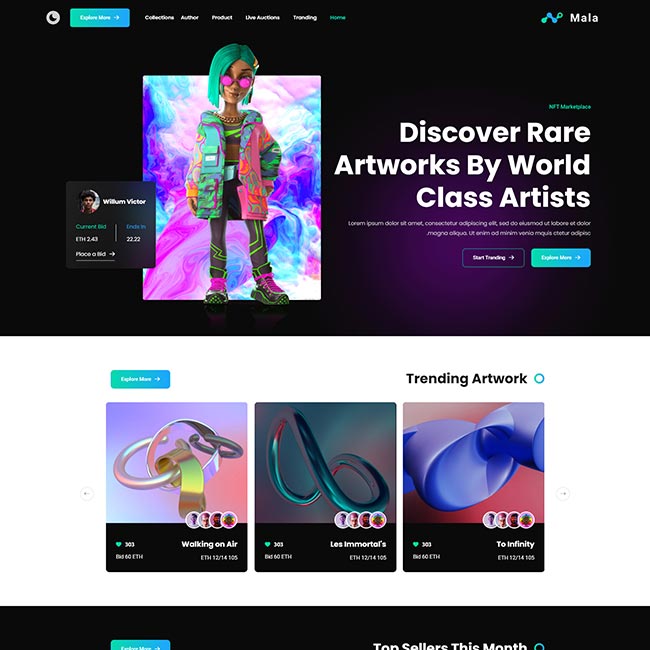 Explore More →
Collections
Author
Product
Live Auctions
Tranding
Home
Mala
NFT Marketplace
Discover Rare
Artworks By World
Class Artists
Lorem ipsum dolor sit amet, consectetur adipiscing elit, sed do eiusmod ut labore et dolor
.magna aliqua. Ut enim ad minim venia mquis ctetur adipisc
Start Tranding →
Explore More →
Willum Victor
Current Bid
Ends In
ETH 2,43
22,22
Place a Bid →
Explore More →
Trending Artwork
303
Walking on Air
Bid 60 ETH
ETH 12/14 105
303
Les Immortal's
Bid 60 ETH
ETH 12/14 105
303
To Infinity
Bid 60 ETH
ETH 12/14 105
Explore More →
Top Sellers This Month